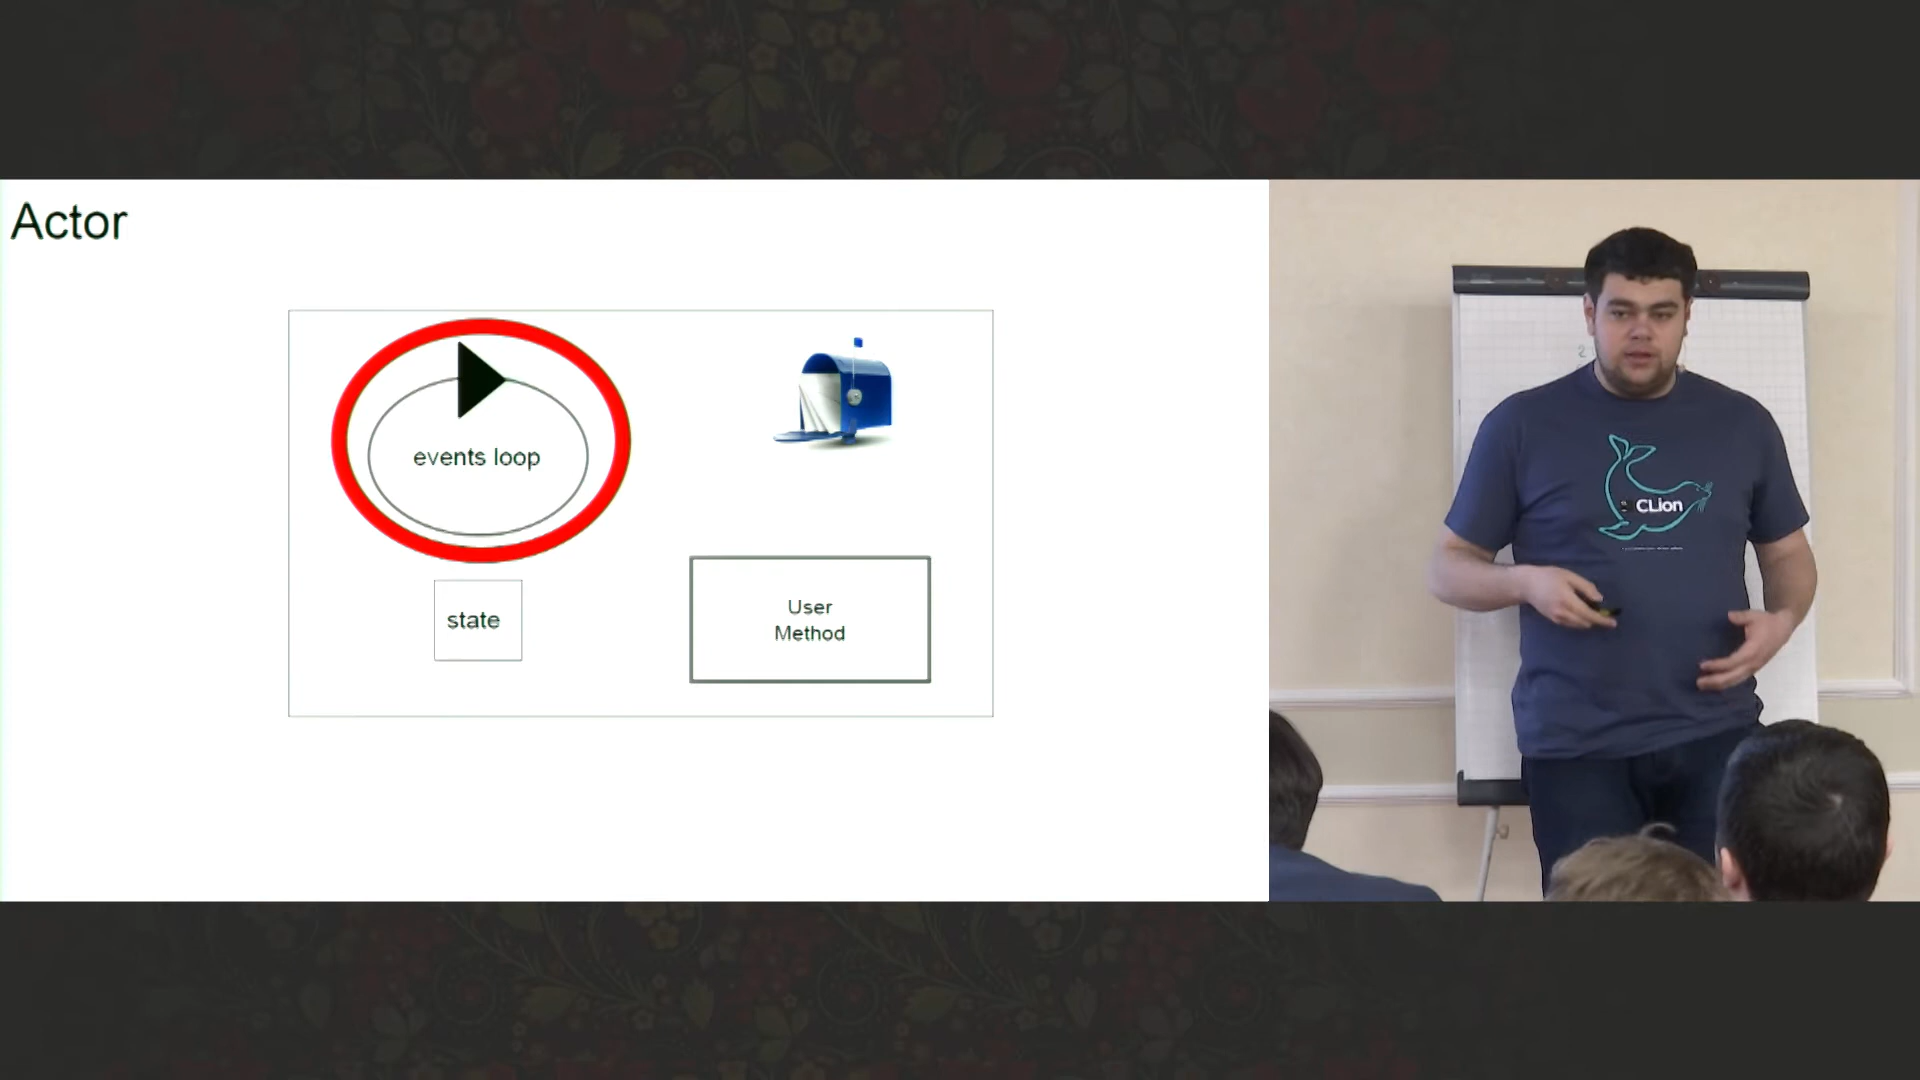 Actor
events loop
state
User
Method
CLion